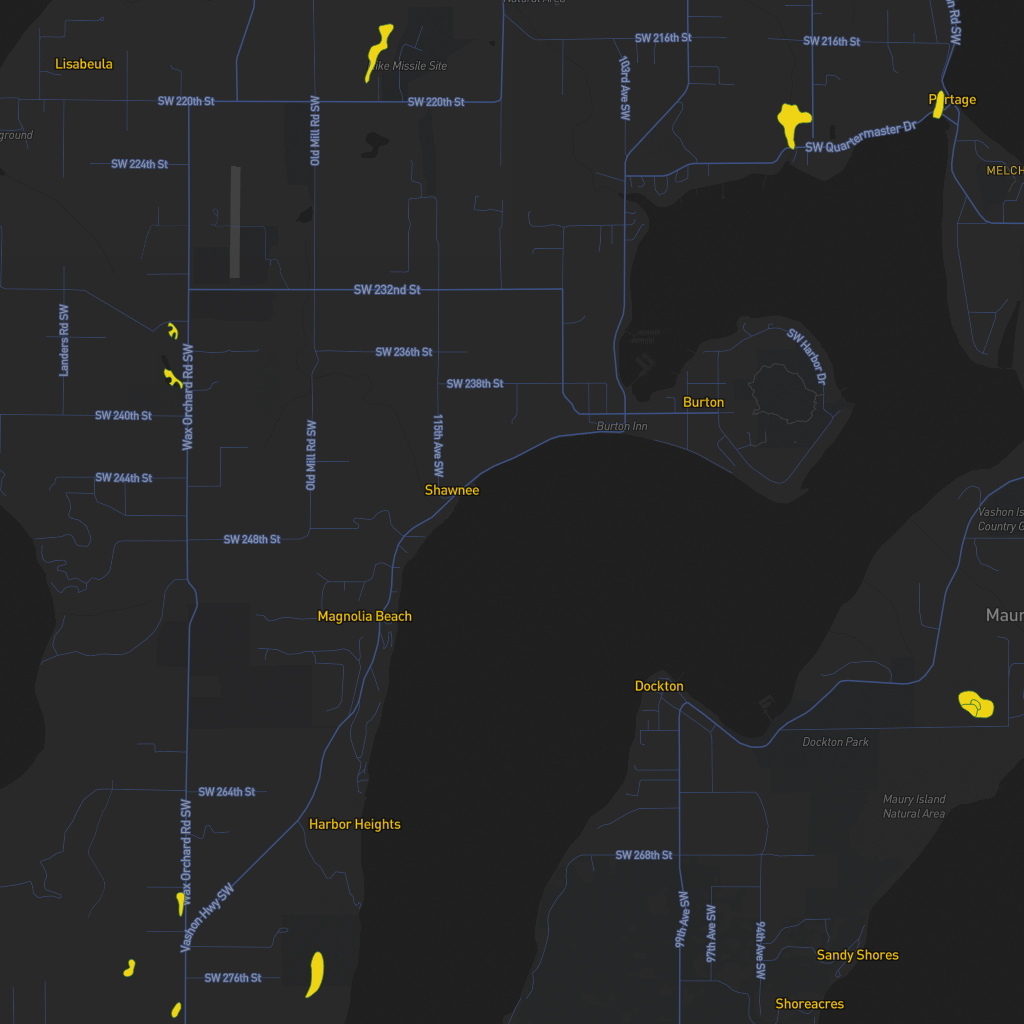 Natural Area
SW 216th St
SW 216th St
Lisabeula
Missile Site
103rd Ave SW
SW 220th St
SW 220th St
Old Mill Rd SW
Portage
SW Quartermaster Dr
SW 224th St
SW 232nd St
Landers Rd SW
SW 236th St
SW Harbor Dr
SW 238th St
Wax Orchard Rd SW
Burton
SW 240th St
Burton Inn
115th Ave SW
Old Mill Rd SW
SW 244th St
Shawnee
Vashon Is
Country G
SW 248th St
Magnolia Beach
Maur
Dockton
Dockton Park
SW 264th St
Maury Island
Natural Area
Wax Orchard Rd SW
Harbor Heights
SW 268th St
Vashon Hwy SW
99th Ave SW
97th Ave SW
94th Ave SW
Sandy Shores
SW 276th St
Shoreacres